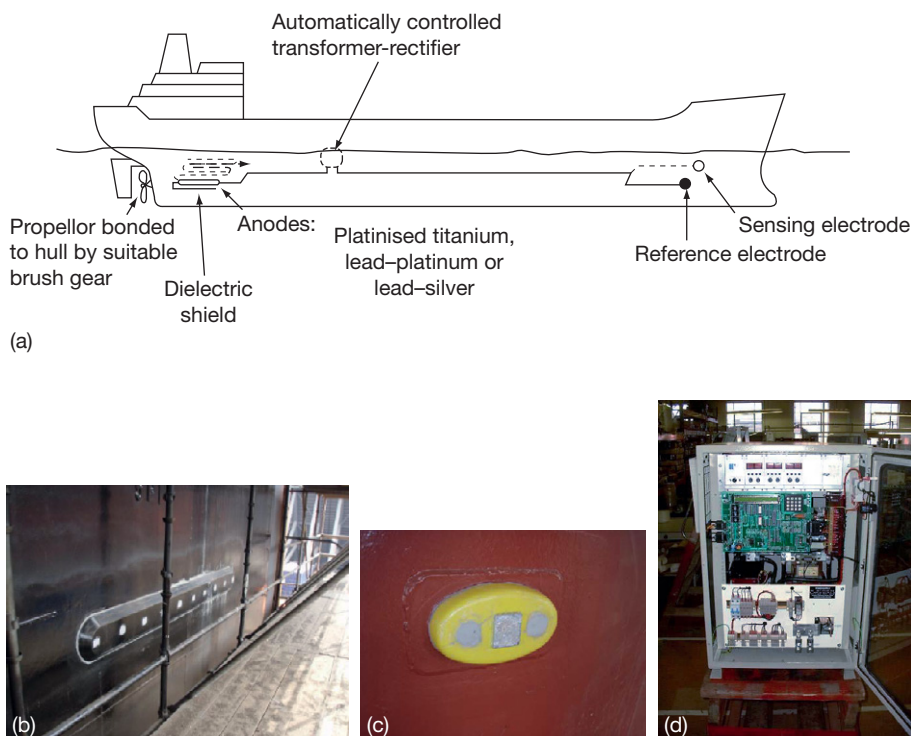 Automatically controlled
transformer-rectifier
Propellor bonded
to hull by suitable
brush gear
Anodes:
Dielectric
shield
Platinised titanium,
lead–platinum or
lead–silver
Sensing electrode
Reference electrode
(a)
(b)
(c)
(d)